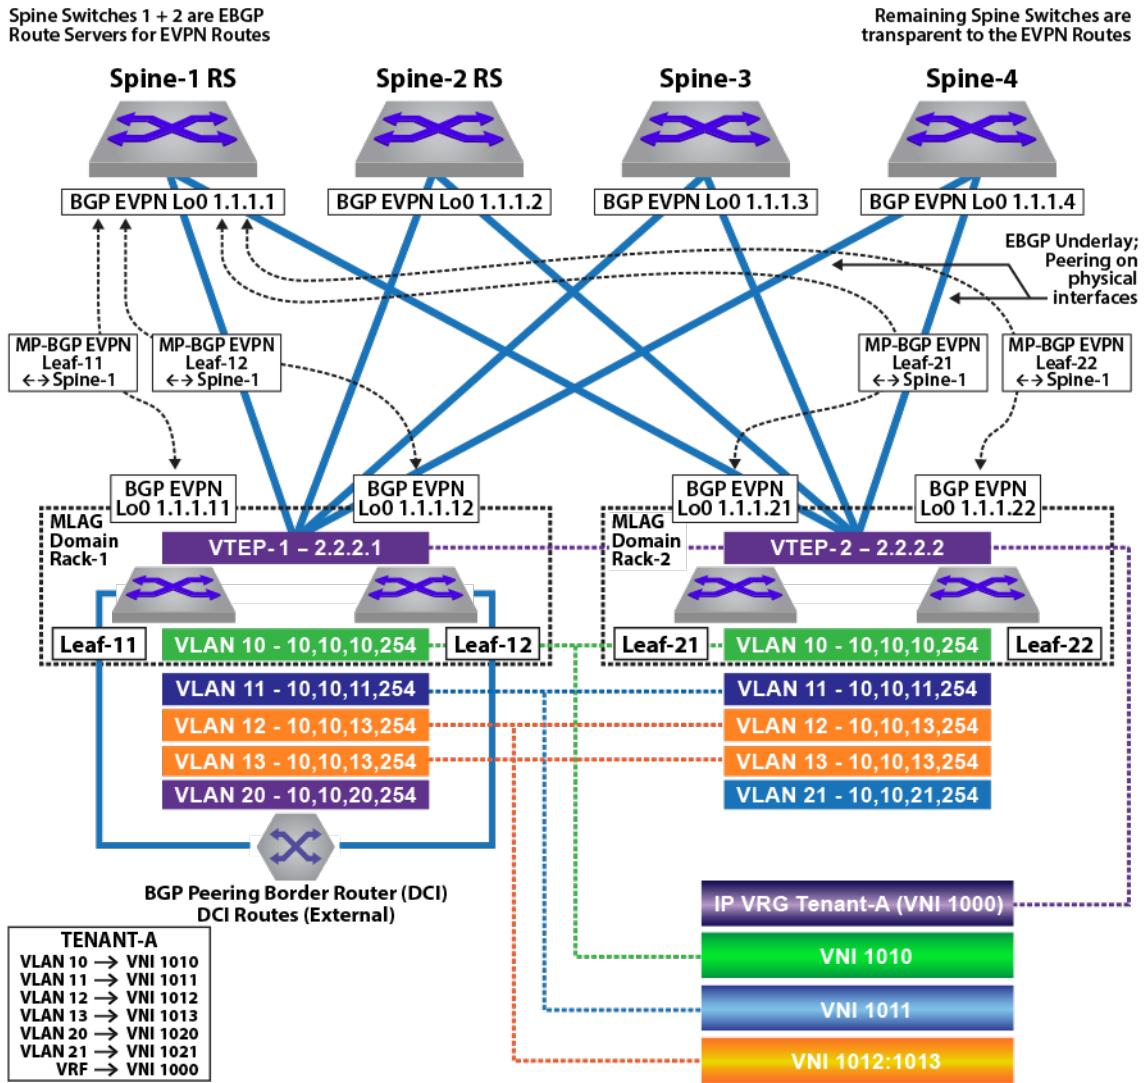 Spine Switches 1 + 2 are EBGP
Route Servers for EVPN Routes
Remaining Spine Switches are
transparent to the EVPN Routes
Spine-1 RS
Spine-2 RS
Spine-3
Spine-4
BGP EVPN Lo0 1.1.1.1
BGP EVPN Lo0 1.1.1.2
BGP EVPN Lo0 1.1.1.3
BGP EVPN Lo0 1.1.1.4
EBGP Underlay;
Peering on
physical
interfaces
MP-BGP EVPN
Leaf-11
←→Spine-1
MP-BGP EVPN
Leaf-12
←→Spine-1
MP-BGP EVPN
Leaf-21
←→Spine-1
MP-BGP EVPN
Leaf-22
←→Spine-1
BGP EVPN
Lo0 1.1.1.11
BGP EVPN
Lo0 1.1.1.12
BGP EVPN
Lo0 1.1.1.21
BGP EVPN
Lo0 1.1.1.22
MLAG
Domain
Rack-1
VTEP-1 – 2.2.2.1
MLAG
Domain
Rack-2
VTEP-2 – 2.2.2.2
Leaf-11
VLAN 10 - 10,10,10,254
Leaf-12
Leaf-21
VLAN 10 - 10,10,10,254
Leaf-22
VLAN 11 - 10,10,11,254
VLAN 11 - 10,10,11,254
VLAN 12 - 10,10,13,254
VLAN 12 - 10,10,13,254
VLAN 13 - 10,10,13,254
VLAN 13 - 10,10,13,254
VLAN 20 - 10,10,20,254
VLAN 21 - 10,10,21,254
BGP Peering Border Router (DCI)
DCI Routes (External)
IP VRG Tenant-A (VNI 1000)
VNI 1010
VNI 1011
VNI 1012:1013
TENANT-A
VLAN 10 → VNI 1010
VLAN 11 → VNI 1011
VLAN 12 → VNI 1012
VLAN 13 → VNI 1013
VLAN 20 → VNI 1020
VLAN 21 → VNI 1021
VRF → VNI 1000